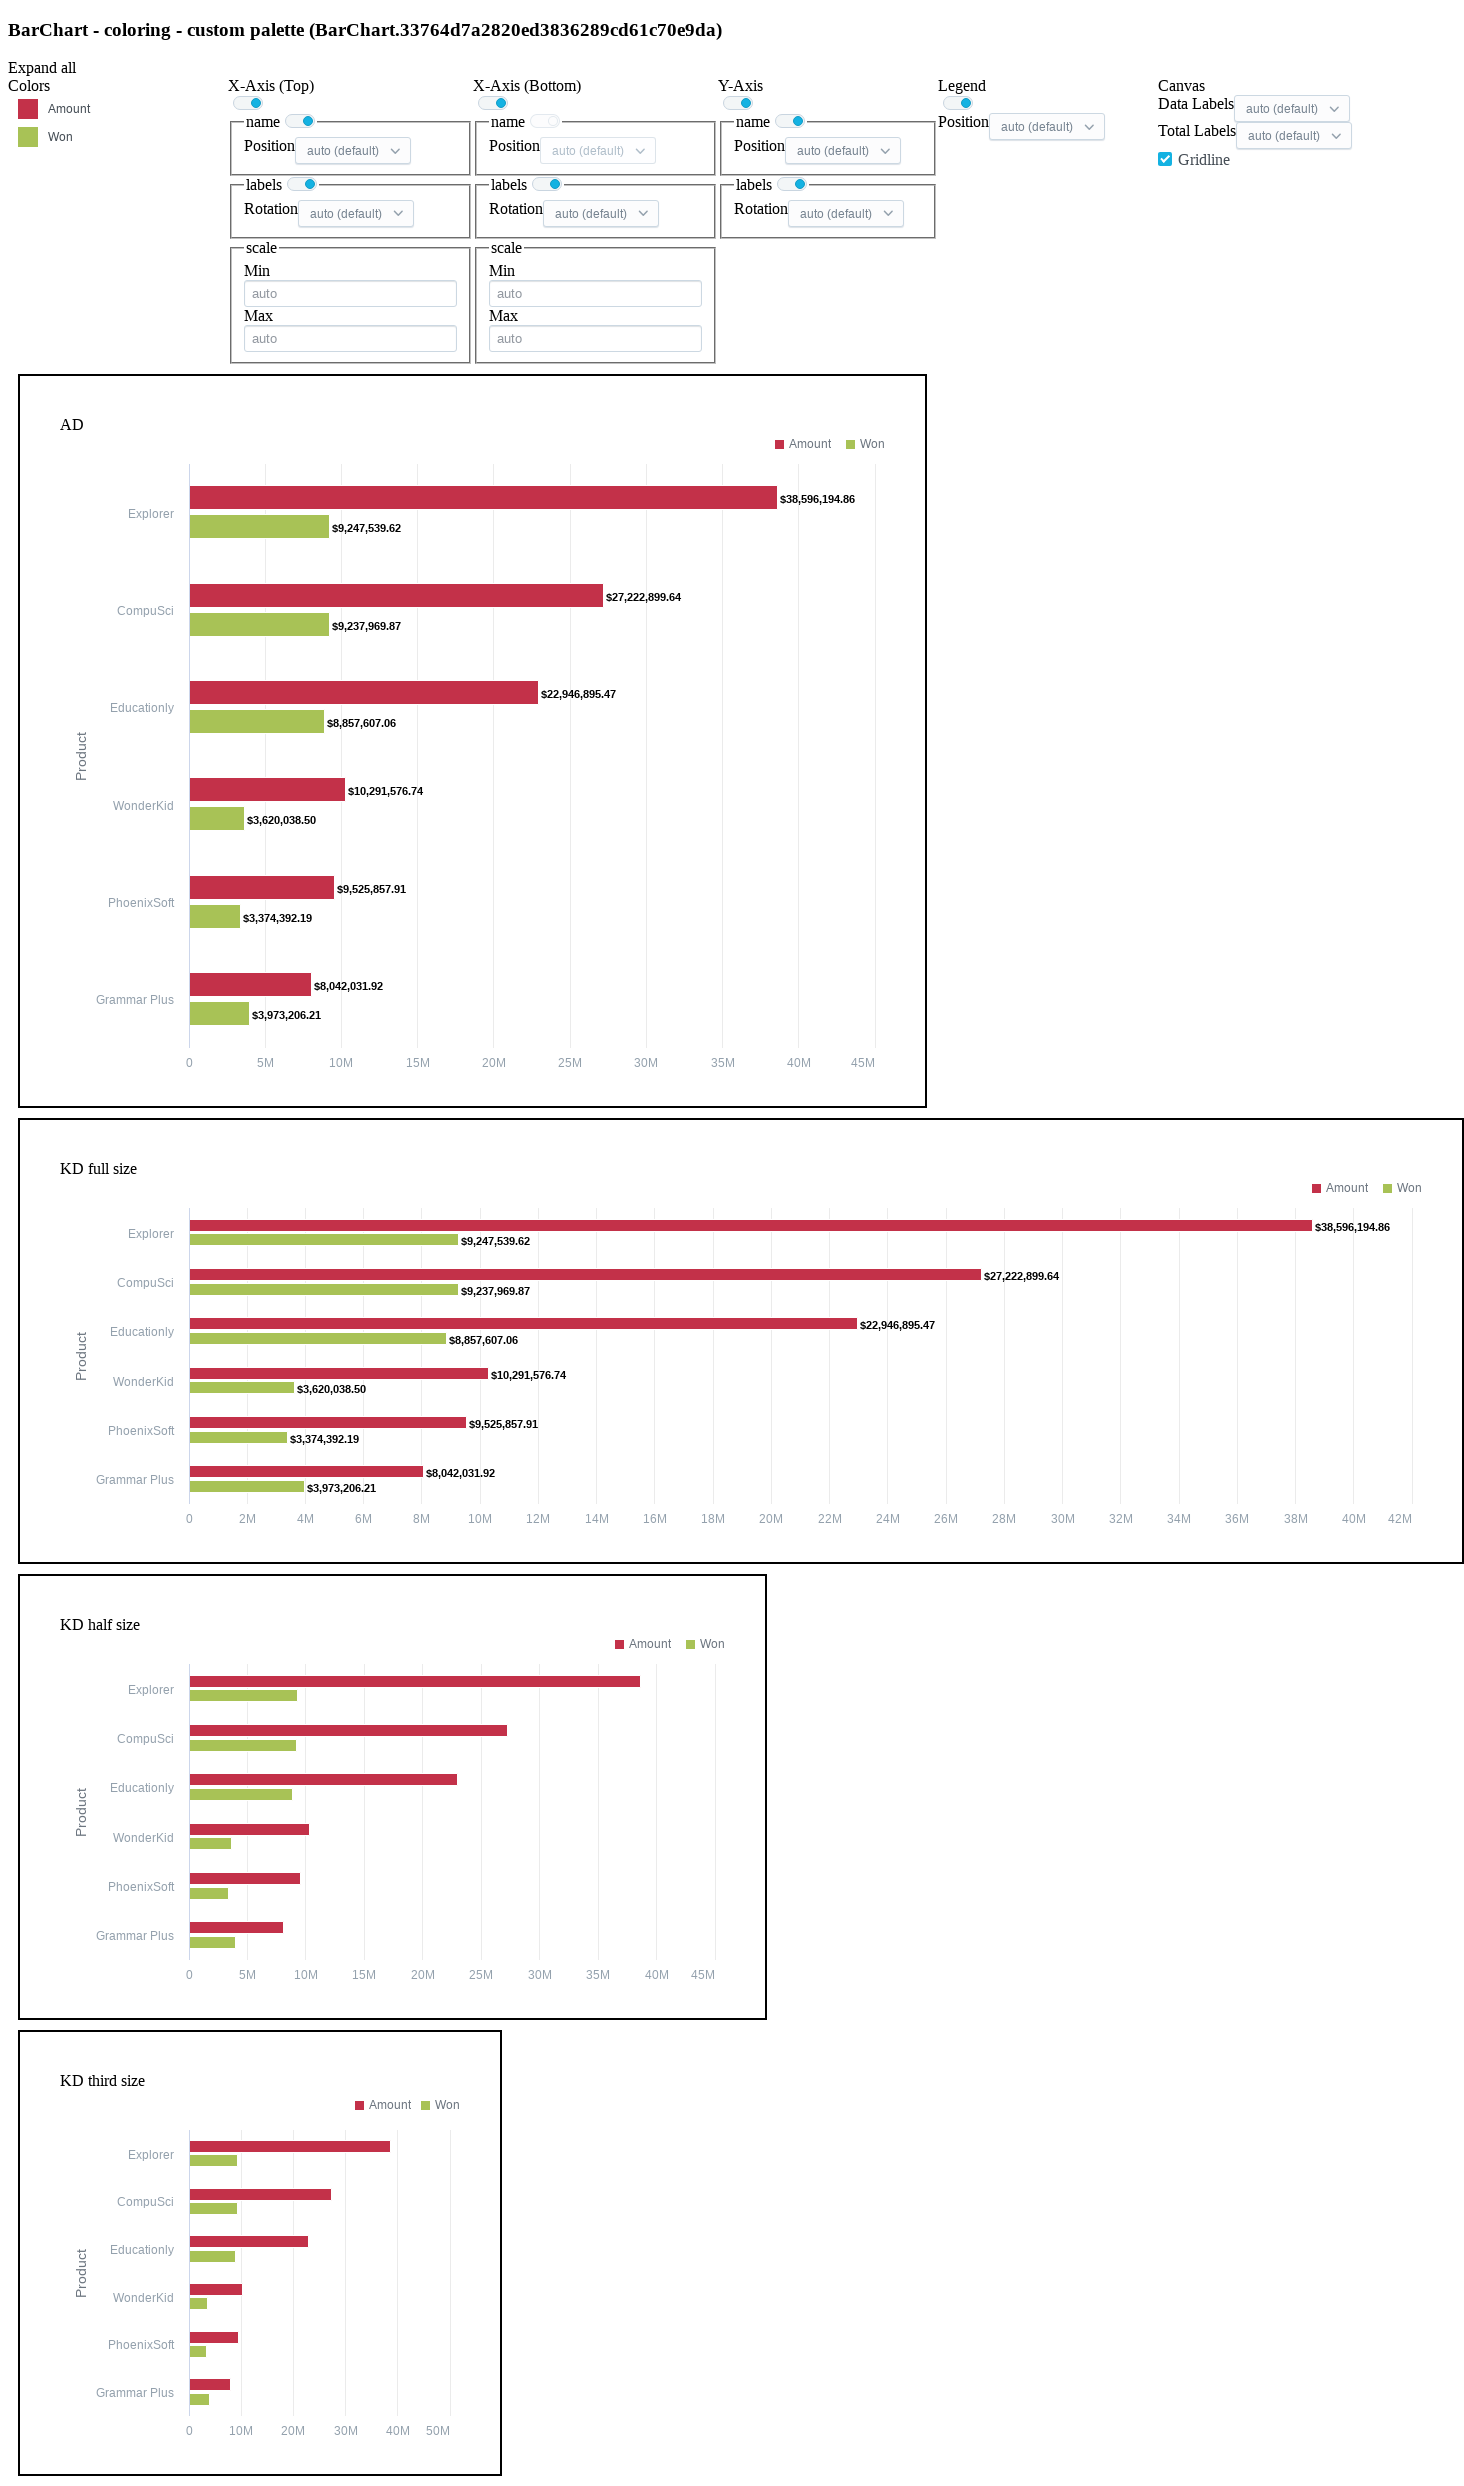 BarChart - coloring - custom palette (BarChart.33764d7a2820ed3836289cd61c70e9da)
Expand all
Colors
Amount
Won
X-Axis (Top)
name
Position auto (default)
labels
Rotation auto (default)
scale
Min
auto
Max
auto
X-Axis (Bottom)
name
Position auto (default)
labels
Rotation auto (default)
scale
Min
auto
Max
auto
Y-Axis
name
Position auto (default)
labels
Rotation auto (default)
Legend
Position auto (default)
Canvas
Data Labels auto (default)
Total Labels auto (default)
Gridline
AD
Amount Won
Product
Explorer $38,596,194.86
$9,247,539.62
CompuSci $27,222,899.64
$9,237,969.87
Educationly $22,946,895.47
$8,857,607.06
WonderKid $10,291,576.74
$3,620,038.50
PhoenixSoft $9,525,857.91
$3,374,392.19
Grammar Plus $8,042,031.92
$3,973,206.21
0 5M 10M 15M 20M 25M 30M 35M 40M 45M
KD full size
Amount Won
Product
Explorer $38,596,194.86
$9,247,539.62
CompuSci $27,222,899.64
$9,237,969.87
Educationly $22,946,895.47
$8,857,607.06
WonderKid $10,291,576.74
$3,620,038.50
PhoenixSoft $9,525,857.91
$3,374,392.19
Grammar Plus $8,042,031.92
$3,973,206.21
0 2M 4M 6M 8M 10M 12M 14M 16M 18M 20M 22M 24M 26M 28M 30M 32M 34M 36M 38M 40M 42M
KD half size
Amount Won
Product
Explorer
CompuSci
Educationly
WonderKid
PhoenixSoft
Grammar Plus
0 5M 10M 15M 20M 25M 30M 35M 40M 45M
KD third size
Amount Won
Product
Explorer
CompuSci
Educationly
WonderKid
PhoenixSoft
Grammar Plus
0 10M 20M 30M 40M 50M